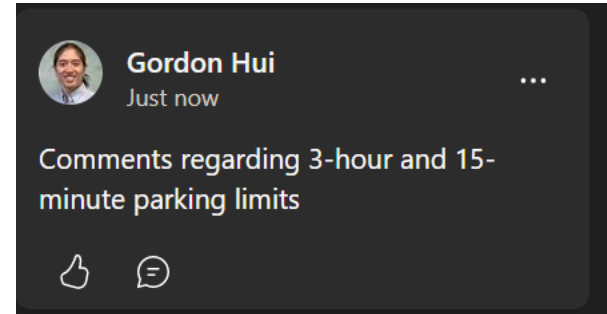 Gordon Hui
Just now
Comments regarding 3-hour and 15-
minute parking limits